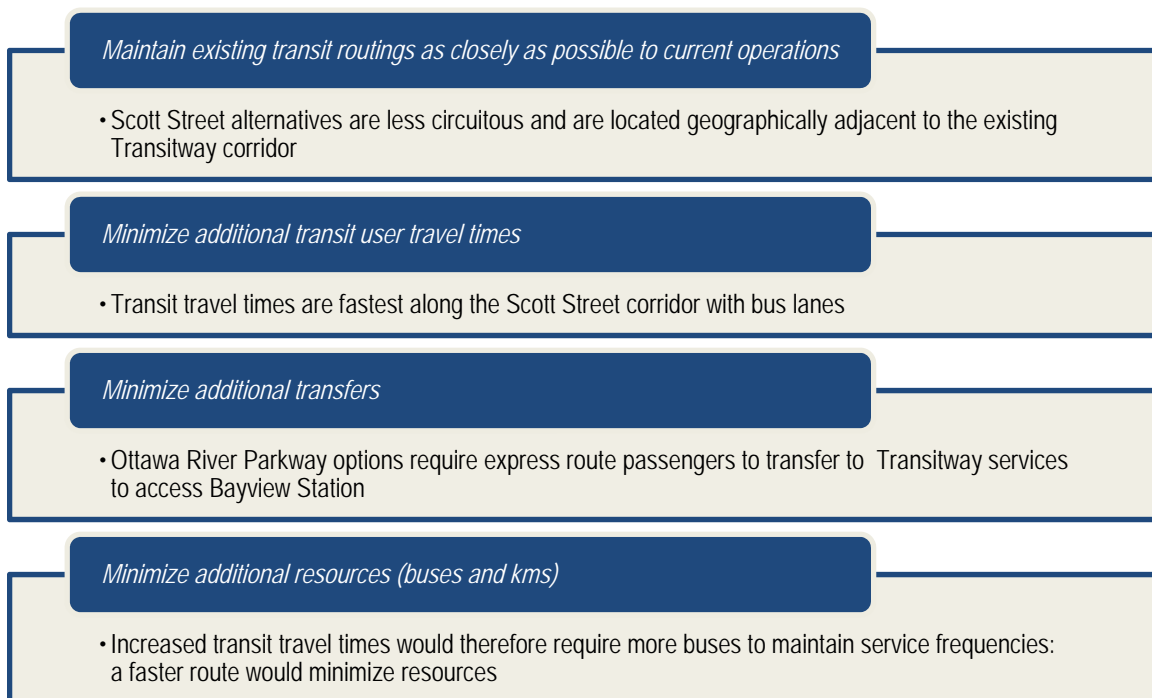 Maintain existing transit routings as closely as possible to current operations
• Scott Street alternatives are less circuitous and are located geographically adjacent to the existing
Transitway corridor
Minimize additional transit user travel times
• Transit travel times are fastest along the Scott Street corridor with bus lanes
Minimize additional transfers
• Ottawa River Parkway options require express route passengers to transfer to Transitway services
to access Bayview Station
Minimize additional resources (buses and kms)
• Increased transit travel times would therefore require more buses to maintain service frequencies:
a faster route would minimize resources